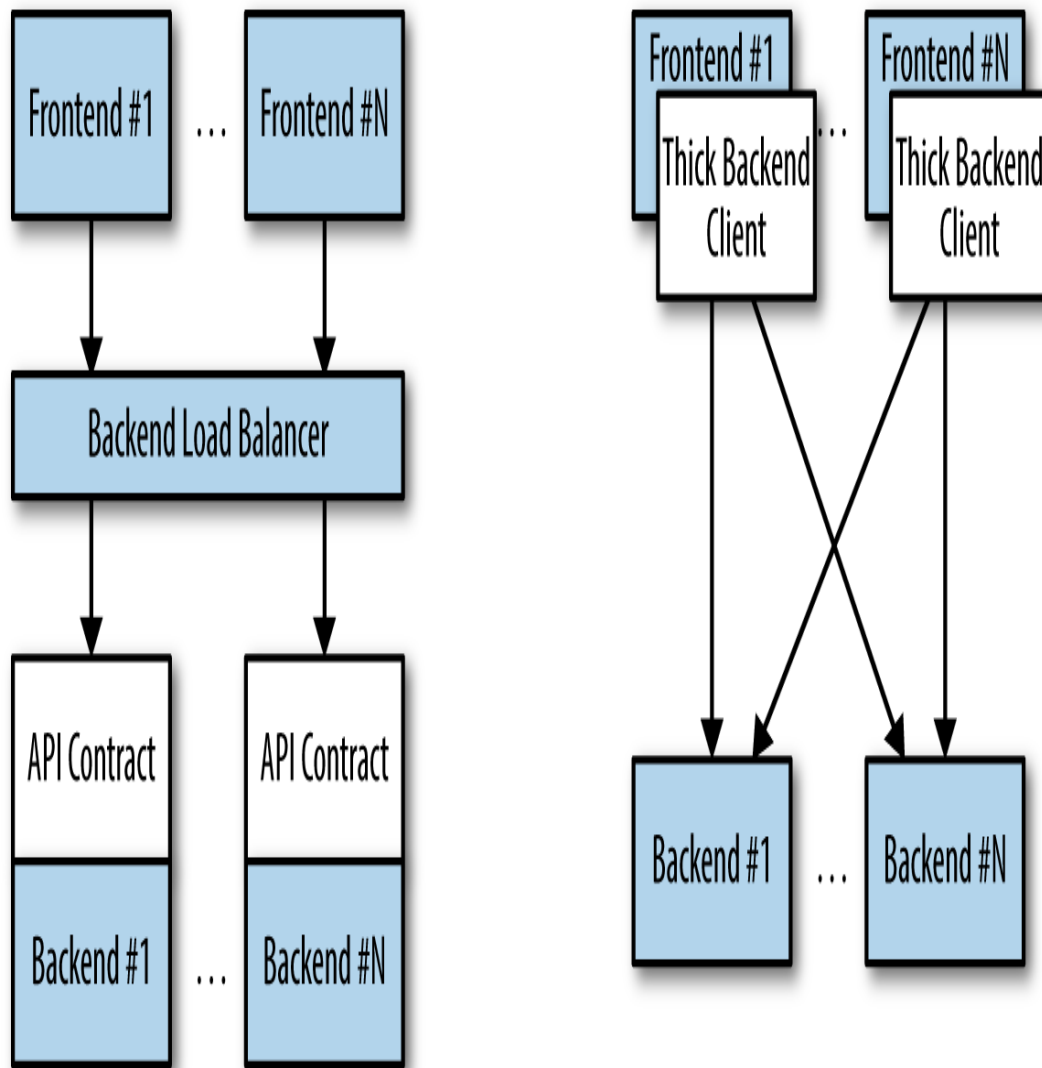 Frontend #1
...
Frontend #N
Backend Load Balancer
API Contract
API Contract
Backend #1
...
Backend #N
Frontend #1
...
Frontend #N
Thick Backend
Client
Thick Backend
Client
Backend #1
...
Backend #N